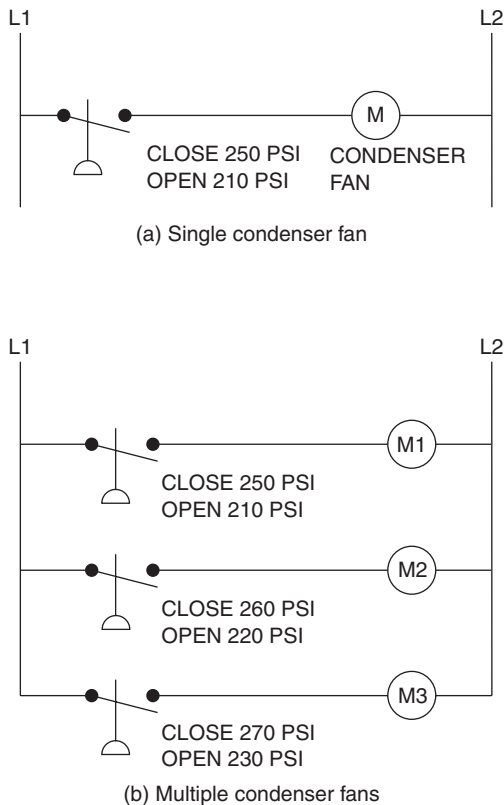 L1 L2
M
CLOSE 250 PSI CONDENSER
OPEN 210 PSI FAN
(a) Single condenser fan
L1 L2
M1
CLOSE 250 PSI
OPEN 210 PSI
M2
CLOSE 260 PSI
OPEN 220 PSI
M3
CLOSE 270 PSI
OPEN 230 PSI
(b) Multiple condenser fans